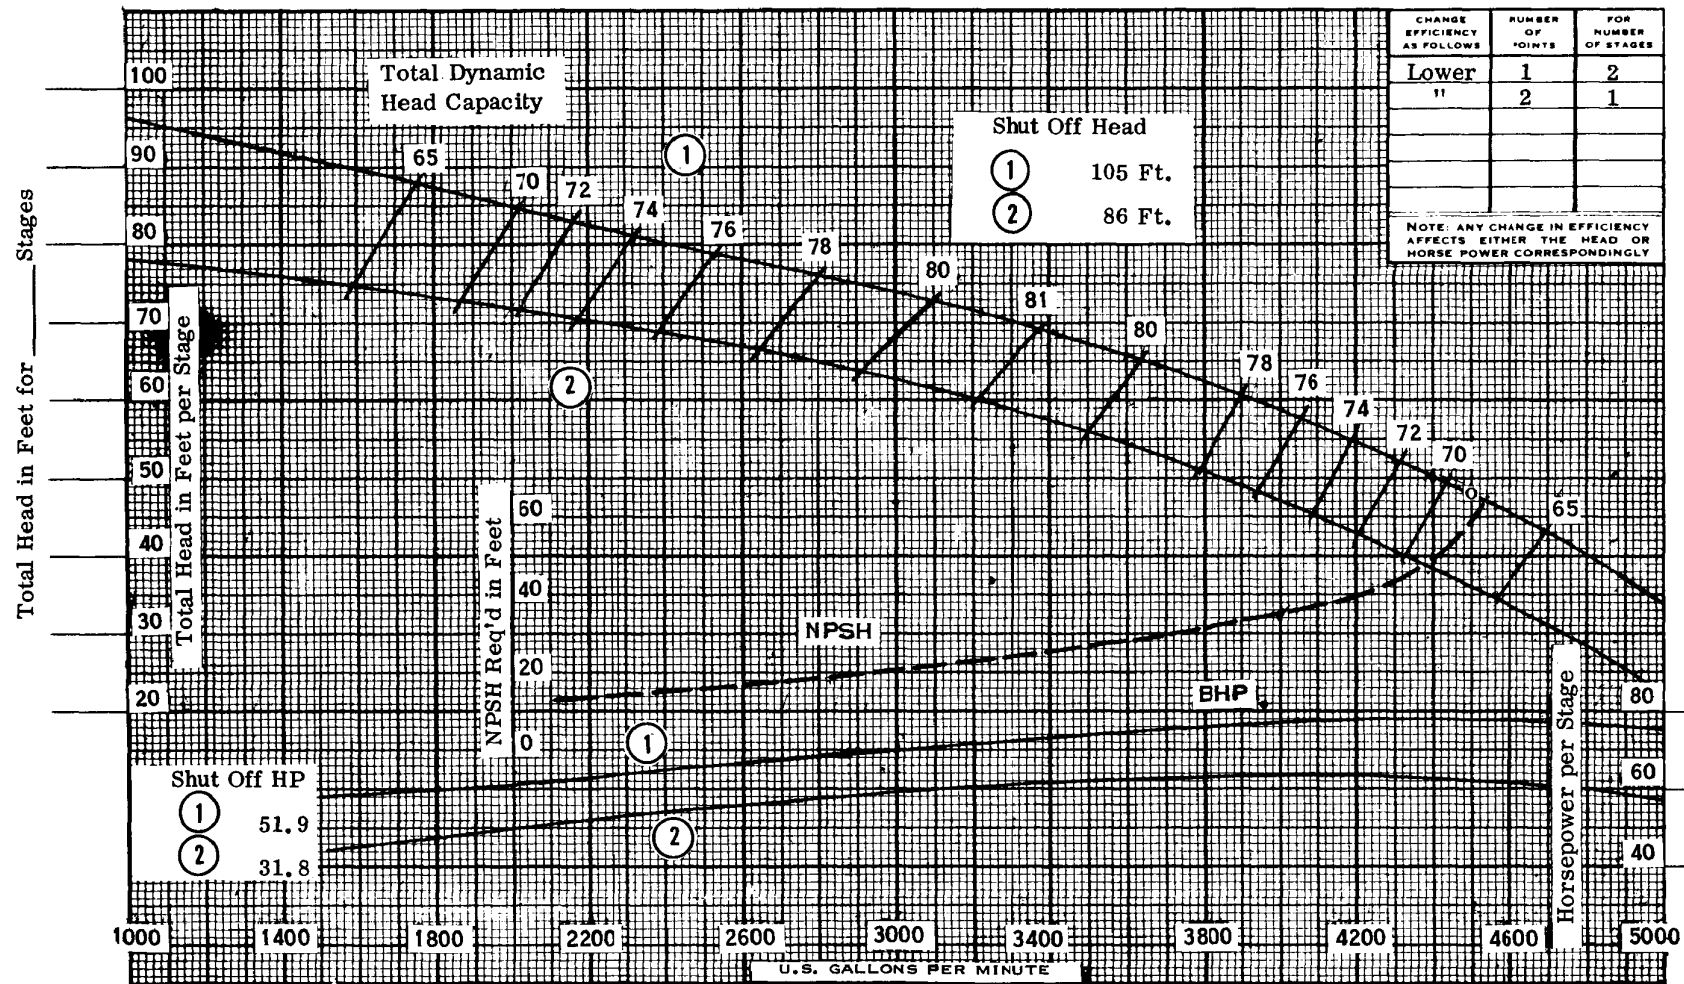 CHANGE EFFICIENCY AS FOLLOWS
NUMBER OF POINTS
FOR NUMBER OF STAGES
Lower 1 2
" 2 1
NOTE: ANY CHANGE IN EFFICIENCY
AFFECTS EITHER THE HEAD OR
HORSE POWER CORRESPONDINGLY
Total Dynamic
Head Capacity
Shut Off Head
1 105 Ft.
2 86 Ft.
Total Head in Feet for ____ Stages
Total Head in Feet per Stage
100
90
80
70
60
50
40
30
20
1
65
70
72
74
76
78
80
81
80
78
76
74
72
70
65
2
NPSH Req'd in Feet
60
40
20
0
NPSH
BHP
1
2
Shut Off HP
1 51.9
2 31.8
Horsepower per Stage
80
60
40
1000 1400 1800 2200 2600 3000 3400 3800 4200 4600 5000
U.S. GALLONS PER MINUTE